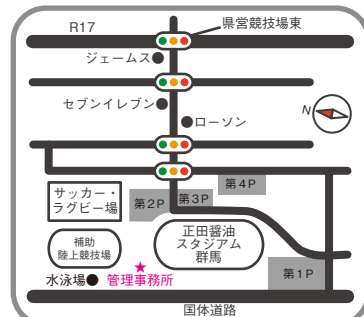 R17
県営競技場東
ジェームス
セブンイレブン
ローソン
N
サッカー・
ラグビー場
第2P
第3P
第4P
補助
陸上競技場
正田醤油
スタジアム
群馬
第1P
水泳場
管理事務所
国体道路